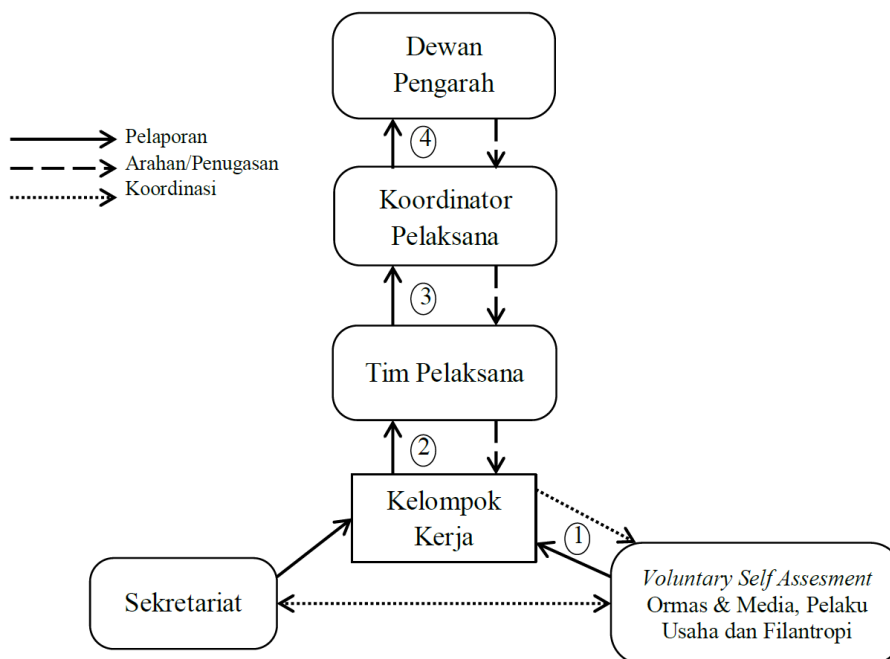 Dewan
Pengarah
Pelaporan
Arahan/Penugasan
Koordinasi
4
Koordinator
Pelaksana
3
Tim Pelaksana
2
Kelompok
Kerja
1
Sekretariat
Voluntary Self Assesment
Ormas & Media, Pelaku
Usaha dan Filantropi